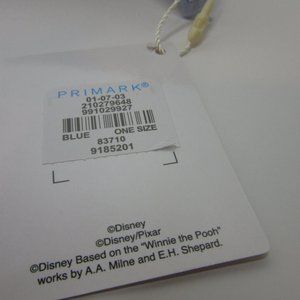 PRIMARK®
01-07-03
210279648
991029927
BLUE ONE SIZE
83710
9185201
©Disney
©Disney/Pixar
©Disney Based on the "Winnie the Pooh"
works by A.A. Milne and E.H. Shepard.